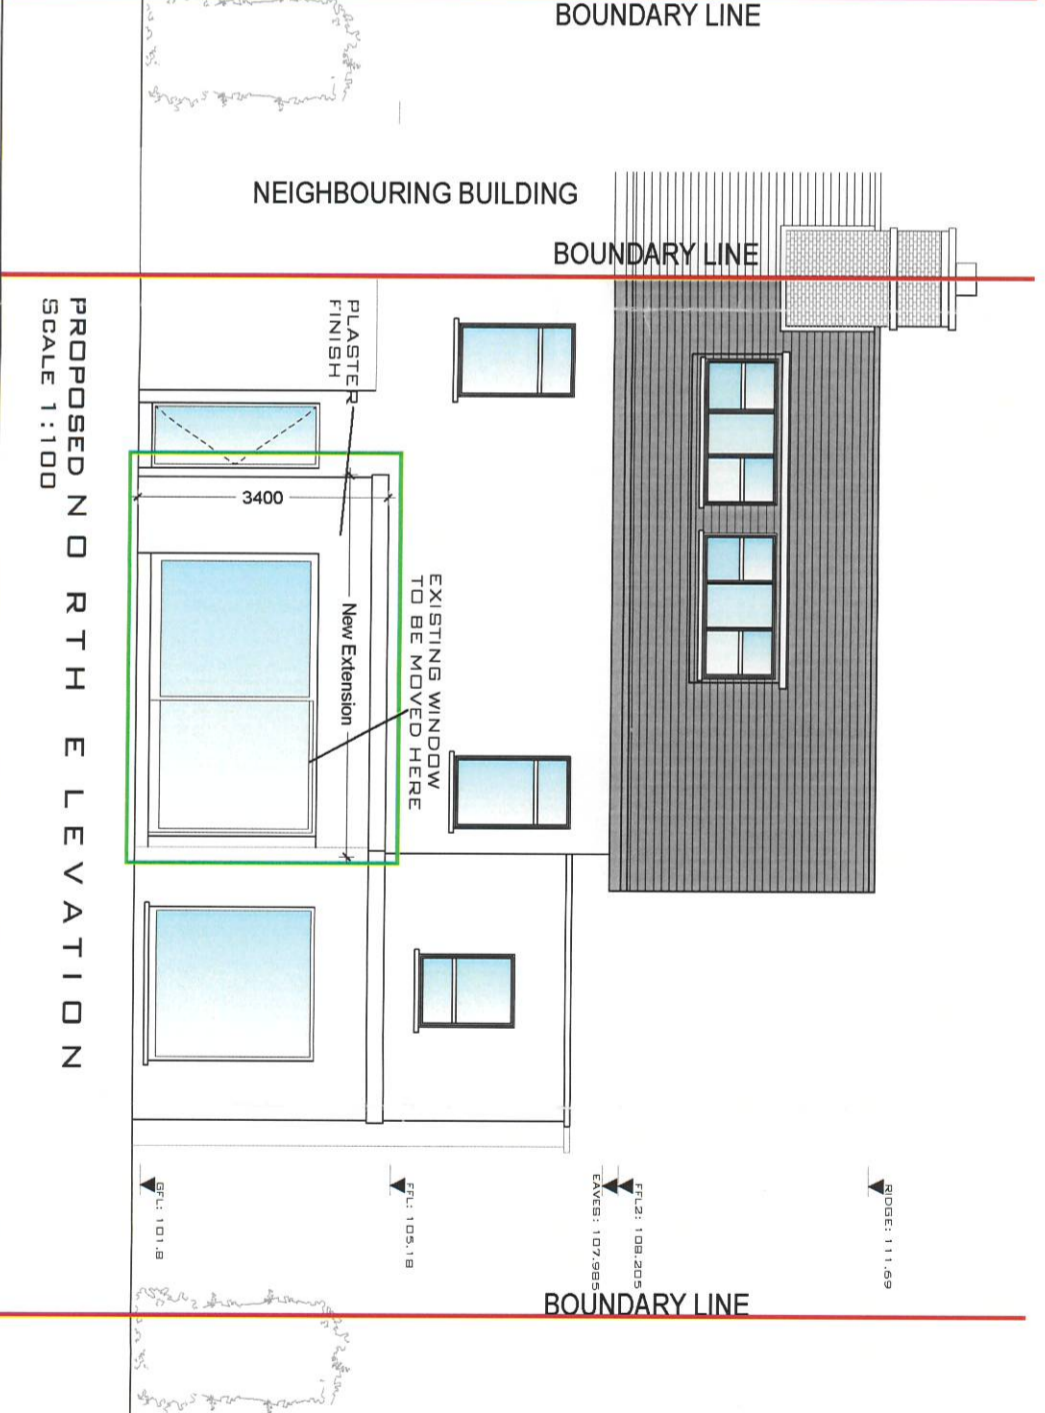 BOUNDARY LINE
NEIGHBOURING BUILDING
BOUNDARY LINE
PLASTER
FINISH
3400
New Extension
EXISTING WINDOW
TO BE MOVED HERE
RIDGE: 111.69
FFL2: 108.205
EAVES: 107.985
FFL: 105.18
GFL: 101.8
BOUNDARY LINE
PROPOSED NORTH ELEVATION
SCALE 1:100